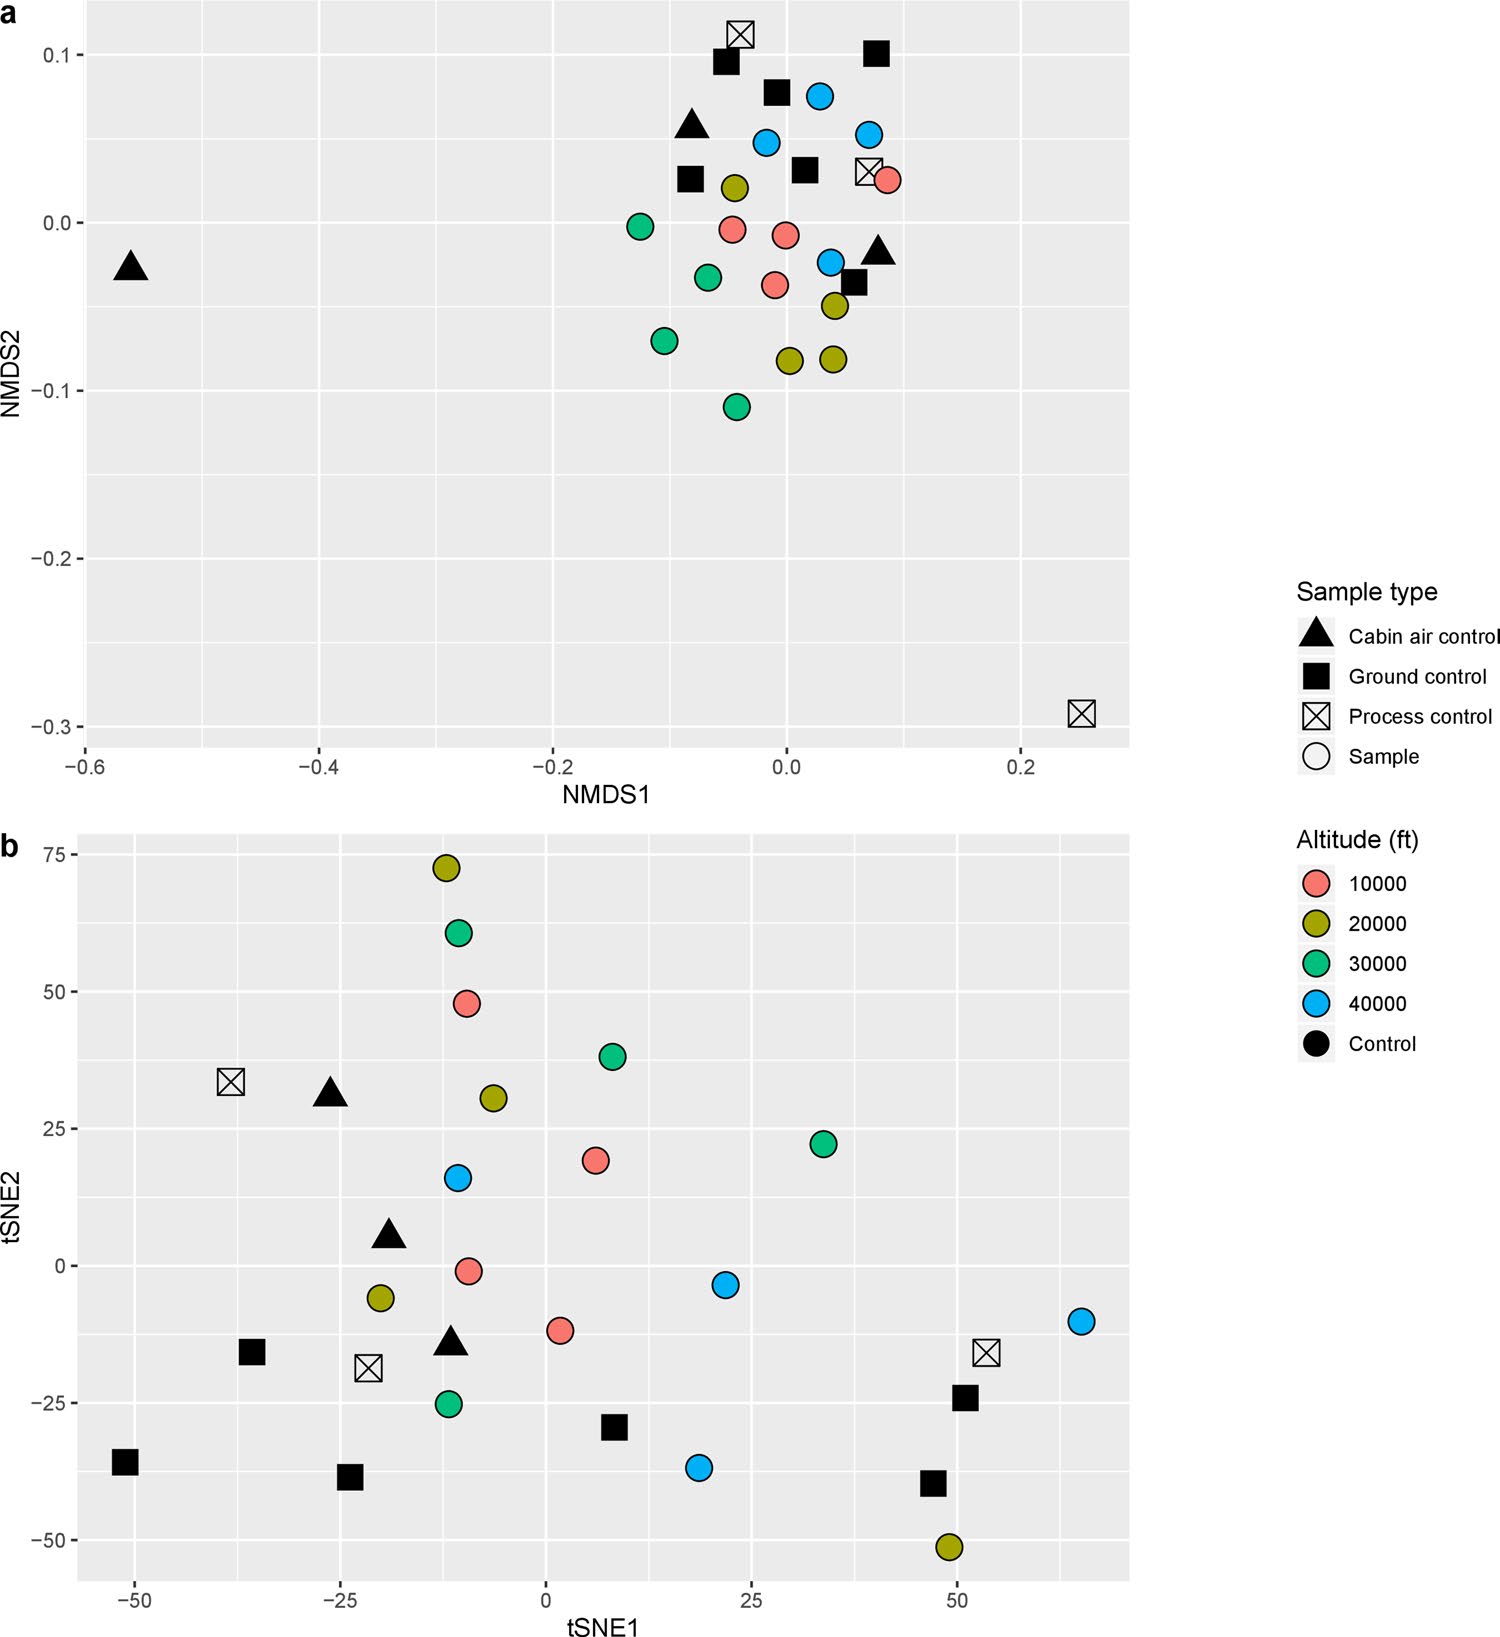 a
0.1
0.0
−0.1
−0.2
−0.3
NMDS2
−0.6
−0.4
−0.2
0.0
0.2
NMDS1
Sample type
Cabin air control
Ground control
Process control
Sample
Altitude (ft)
10000
20000
30000
40000
Control
b
75
50
25
0
−25
−50
tSNE2
−50
−25
0
25
50
tSNE1